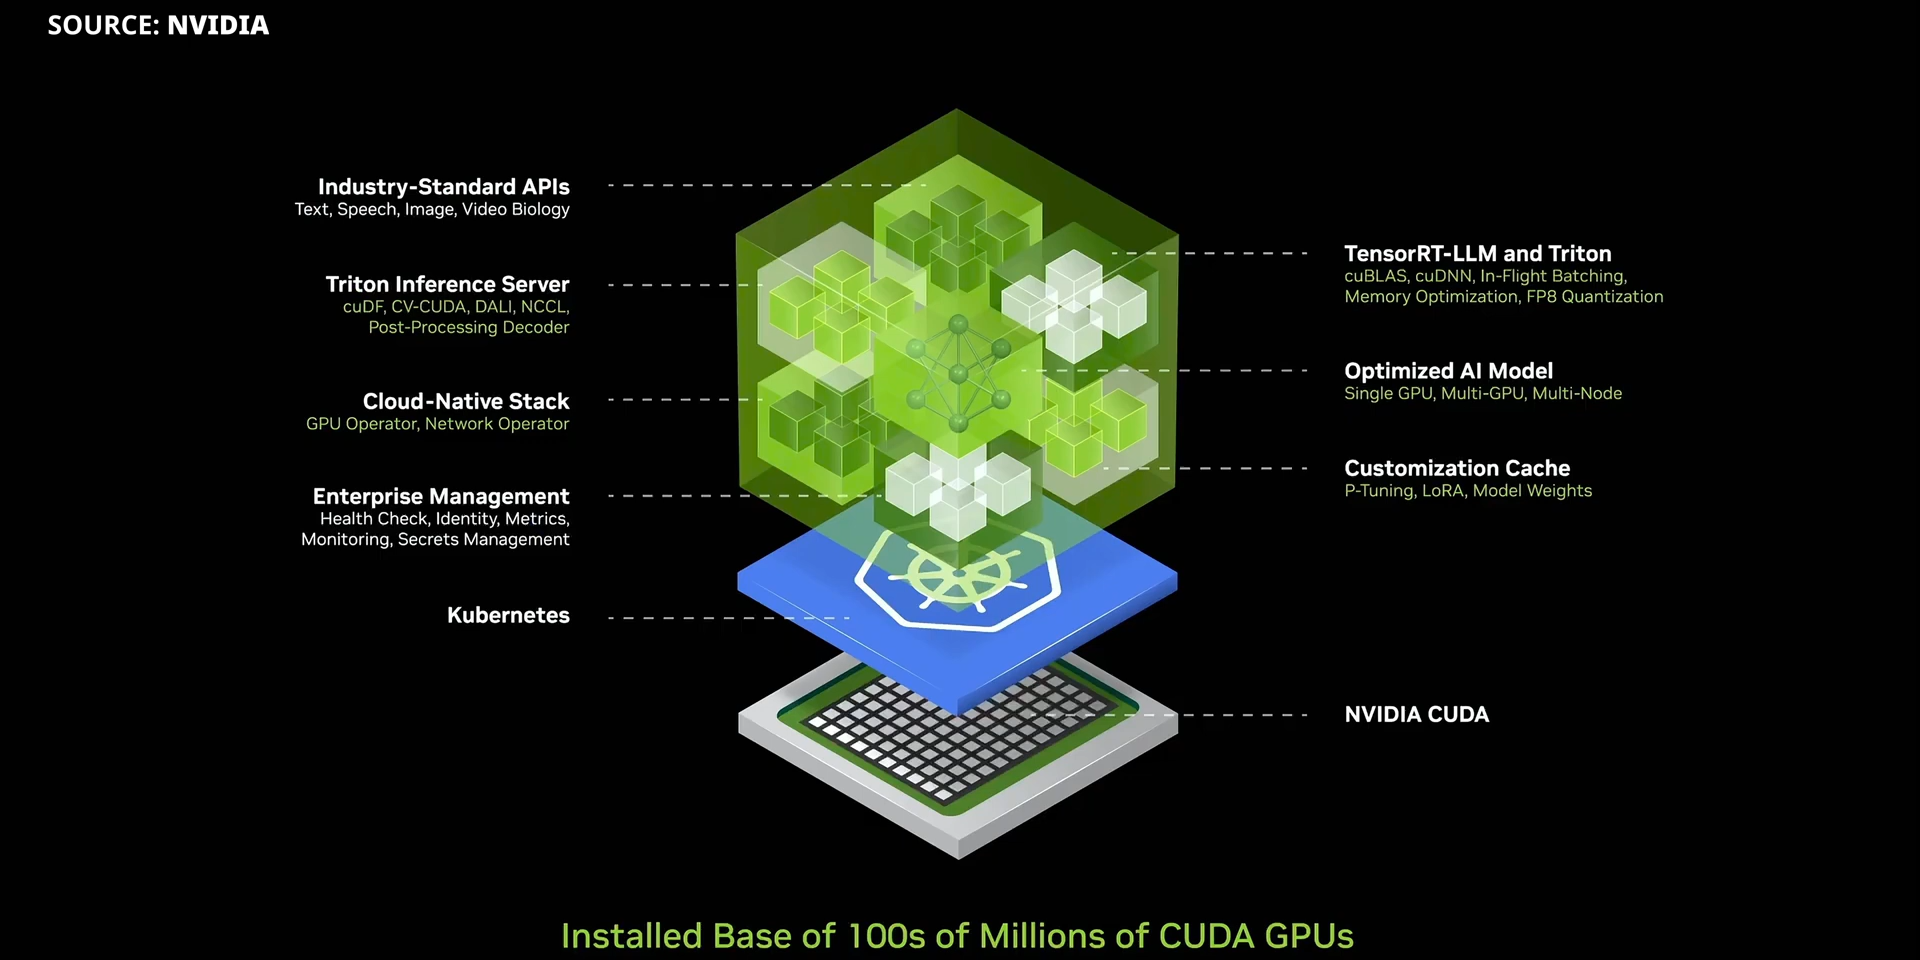 SOURCE: NVIDIA
Industry-Standard APIs
Text, Speech, Image, Video Biology
Triton Inference Server
cuDF, CV-CUDA, DALI, NCCL,
Post-Processing Decoder
Cloud-Native Stack
GPU Operator, Network Operator
Enterprise Management
Health Check, Identity, Metrics,
Monitoring, Secrets Management
Kubernetes
TensorRT-LLM and Triton
cuBLAS, cuDNN, In-Flight Batching,
Memory Optimization, FP8 Quantization
Optimized AI Model
Single GPU, Multi-GPU, Multi-Node
Customization Cache
P-Tuning, LoRA, Model Weights
NVIDIA CUDA
Installed Base of 100s of Millions of CUDA GPUs